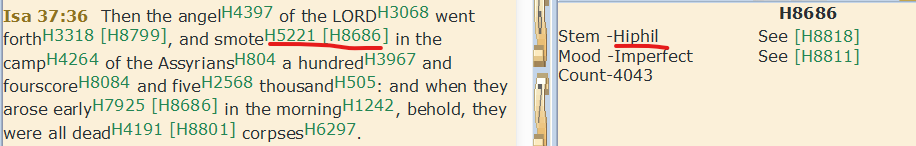 Isa 37:36 Then the angelH4397 of the LORDH3068 went
forthH3318 [H8799], and smoteH5221 [H8686] in the
campH4264 of the AssyriansH804 a hundredH3967 and
fourscoreH8084 and fiveH2568 thousandH505: and when they
arose earlyH7925 [H8686] in the morningH1242, behold, they
were all deadH4191 [H8801] corpsesH6297.
H8686
Stem -Hiphil See [H8818]
Mood -Imperfect See [H8811]
Count-4043